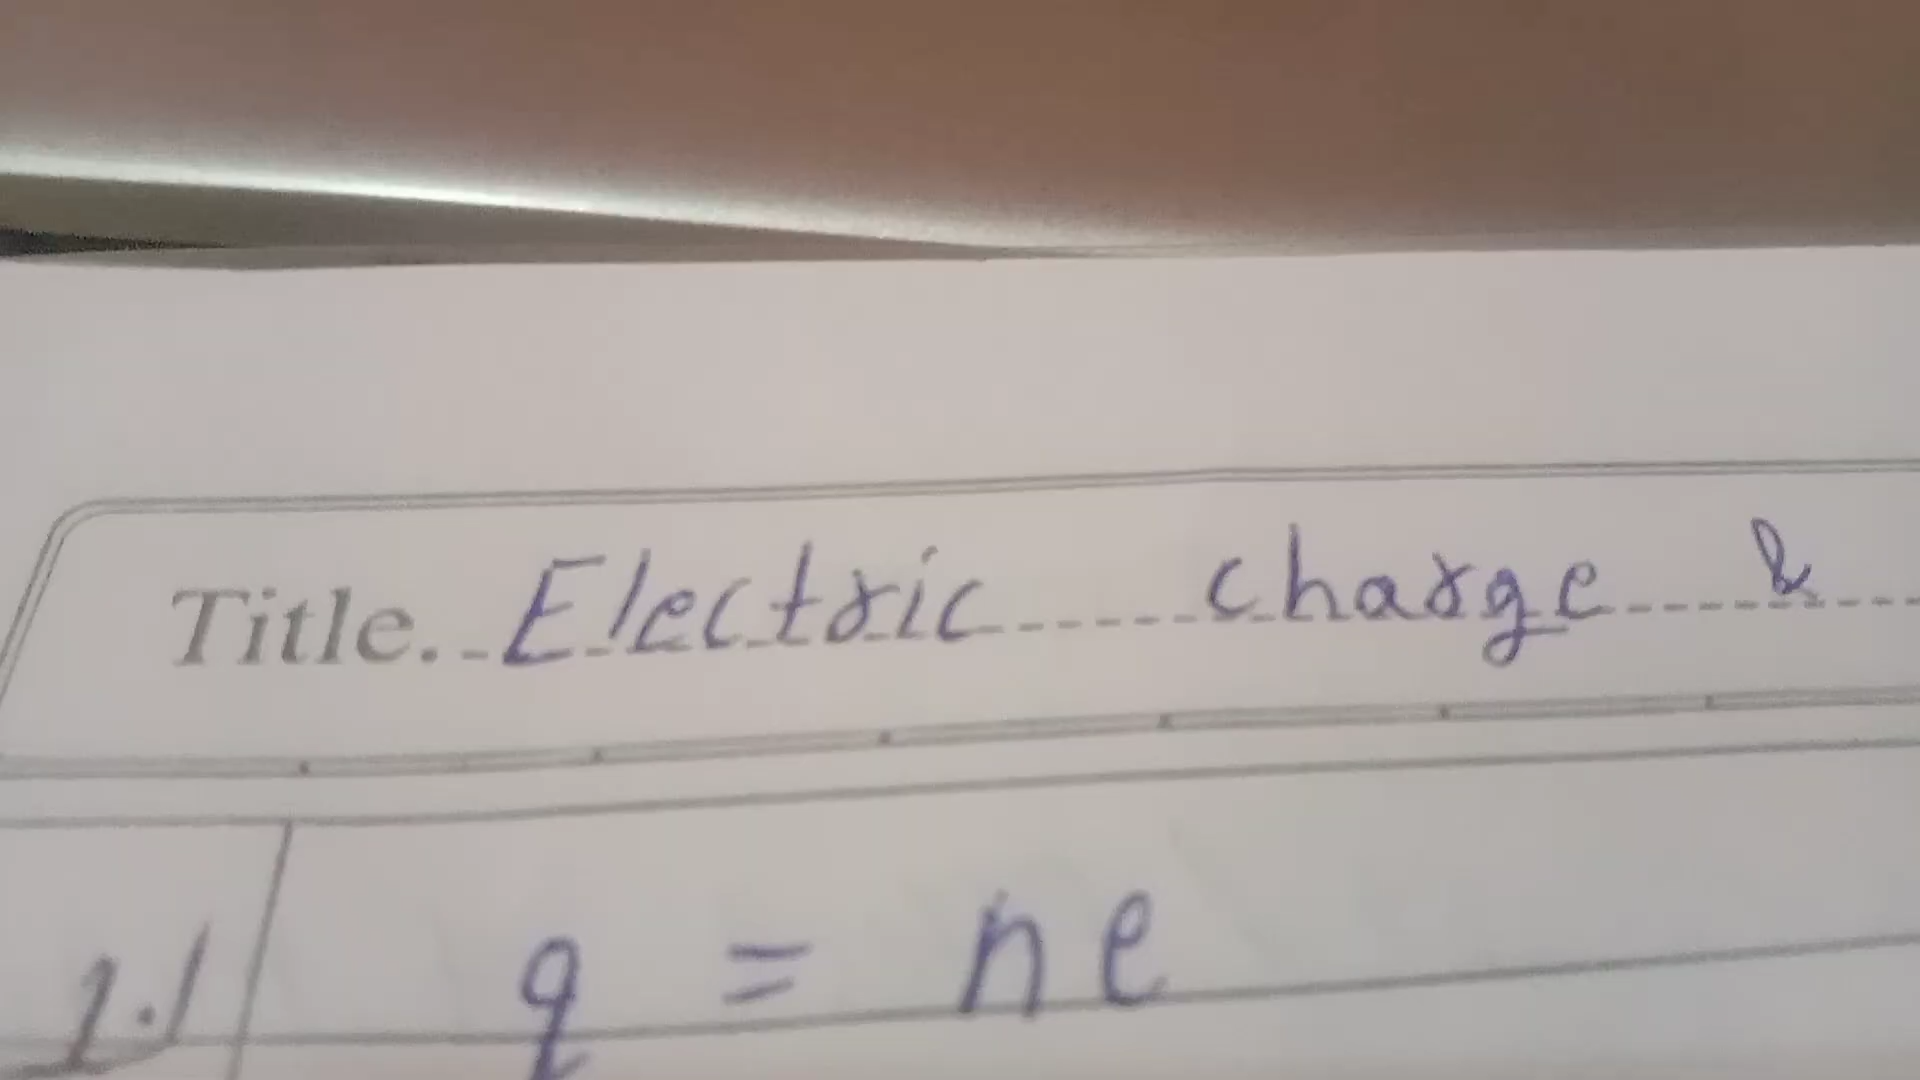 Title. Electric charge &
1.1 q = ne